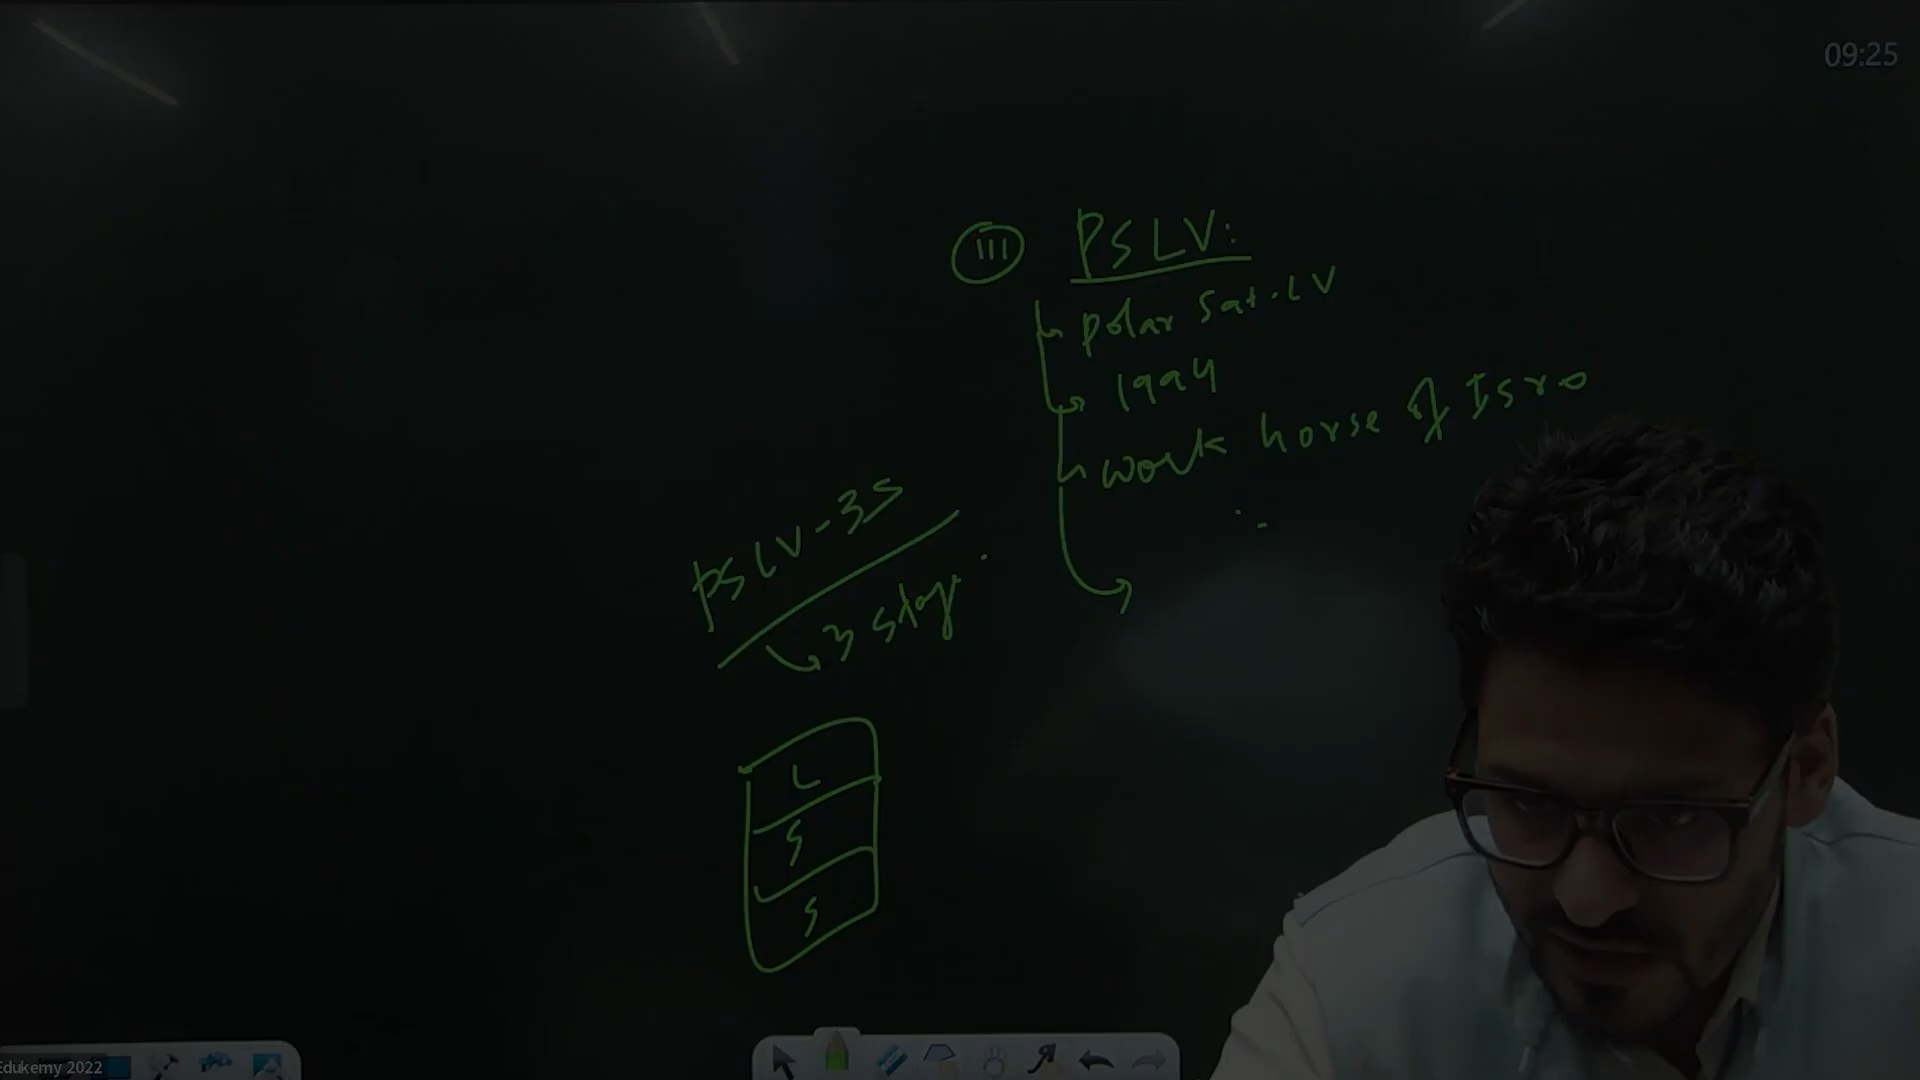 09:25
III PSLV:
Polar Sat. LV
1994
work horse of Isro
PSLV-3S
3 stage
L
S
S
Edukemy 2022